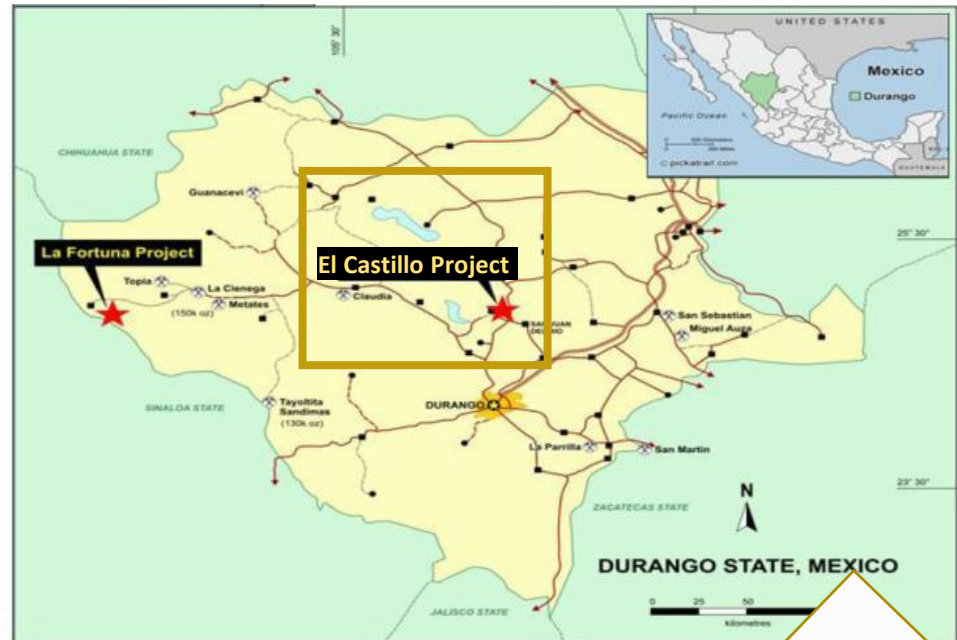 UNITED STATES
Mexico
Durango
Pacific Ocean
© pickatrail.com
GUATEMALA
105° 30'
CHIHUAHUA STATE
Guanacevi
25° 30"
La Fortuna Project
El Castillo Project
Topia
La Cienega
Metates
(150k oz)
Claudia
SAN JUAN
DEL RIO
San Sebastian
Miguel Auza
SINALOA STATE
Tayoltita
Sandimas
(130k oz)
DURANGO
La Parrilla
San Martin
23° 30"
N
ZACATECAS STATE
DURANGO STATE, MEXICO
0 25 50
kilometres
JALISCO STATE